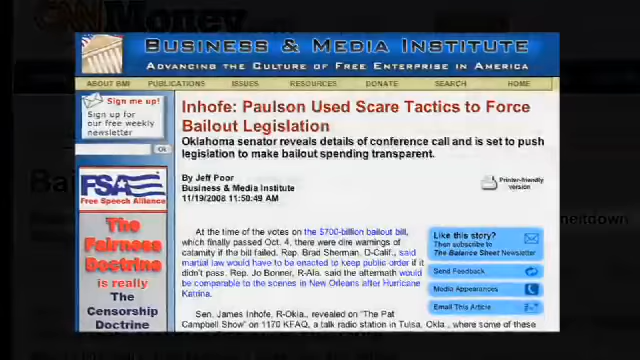 CNNMoney.com
BUSINESS & MEDIA INSTITUTE
ADVANCING THE CULTURE OF FREE ENTERPRISE IN AMERICA
ABOUT BMI PUBLICATIONS ISSUES RESOURCES DONATE SEARCH HOME
Sign me up!
Sign up for
our free weekly
newsletter
Go
Inhofe: Paulson Used Scare Tactics to Force
Bailout Legislation
Oklahoma senator reveals details of conference call and is set to push
legislation to make bailout spending transparent.
By Jeff Poor
Business & Media Institute
11/19/2008 11:50:49 AM
Printer-friendly
version
FSA
Free Speech Alliance
The
Fairness
Doctrine
is really
The
Censorship
Doctrine
At the time of the votes on the $700-billion bailout bill,
which finally passed Oct. 4, there were dire warnings of
calamity if the bill failed. Rep. Brad Sherman, D-Calif., said
martial law would have to be enacted to keep public order if it
didn't pass. Rep. Jo Bonner, R-Ala. said the aftermath would
be comparable to the scenes in New Orleans after Hurricane
Katrina.
Sen. James Inhofe, R-Okla., revealed on "The Pat
Campbell Show" on 1170 KFAQ, a talk radio station in Tulsa, Okla., where some of these
Like this story?
Then subscribe to
The Balance Sheet Newsletter
Send Feedback
Media Appearances
Email This Article
meltdown